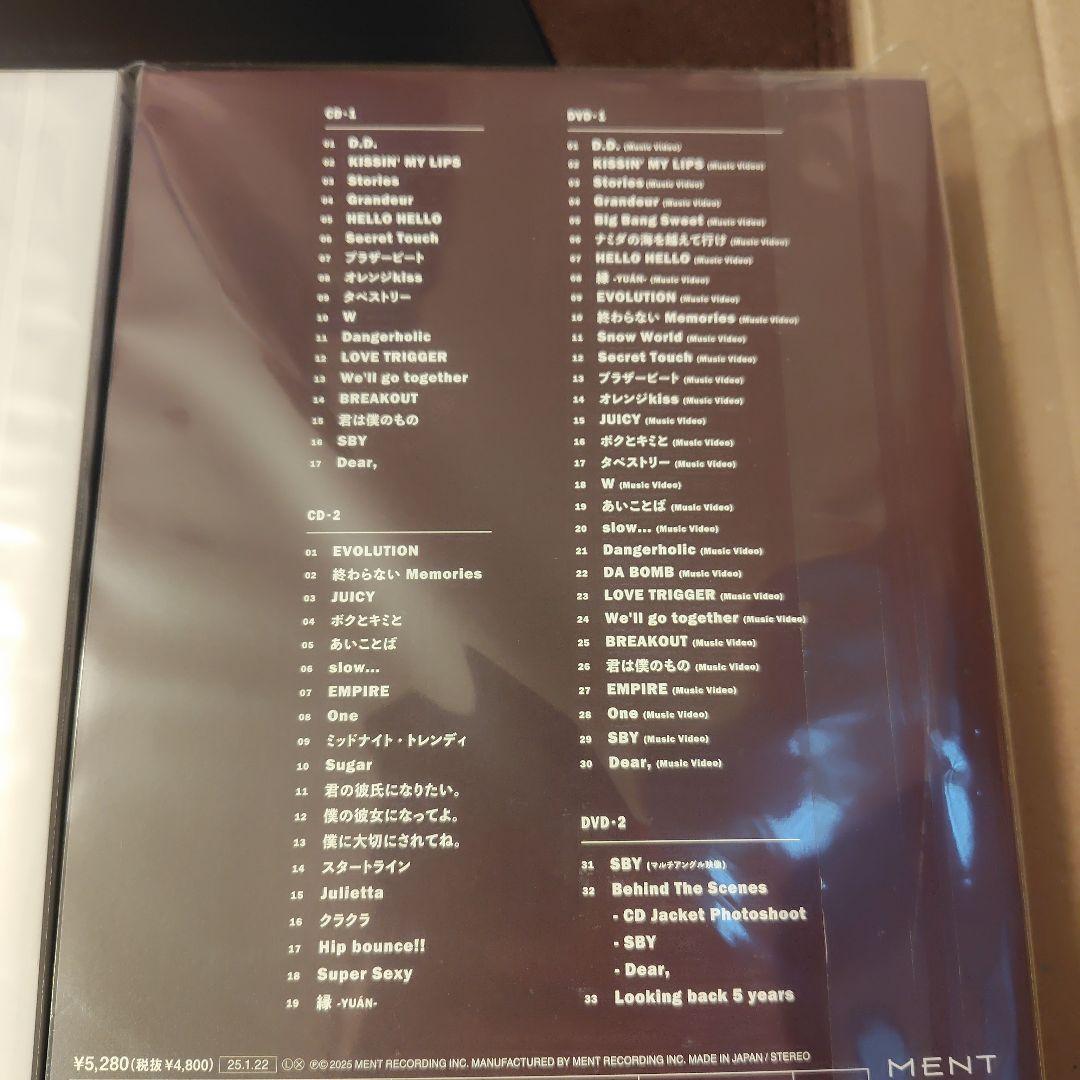 CD-1
01 D.D.
02 KISSIN' MY LIPS
03 Stories
04 Grandeur
05 HELLO HELLO
06 Secret Touch
07 ブラザービート
08 オレンジkiss
09 タペストリー
10 W
11 Dangerholic
12 LOVE TRIGGER
13 We'll go together
14 BREAKOUT
15 君は僕のもの
16 SBY
17 Dear,
CD-2
01 EVOLUTION
02 終わらない Memories
03 JUICY
04 ボクとキミと
05 あいことば
06 slow...
07 EMPIRE
08 One
09 ミッドナイト・トレンディ
10 Sugar
11 君の彼氏になりたい。
12 僕の彼女になってよ。
13 僕に大切にされてね。
14 スタートライン
15 Julietta
16 クラクラ
17 Hip bounce!!
18 Super Sexy
19 縁 -YUÁN-
DVD-1
01 D.D. (Music Video)
02 KISSIN' MY LIPS (Music Video)
03 Stories (Music Video)
04 Grandeur (Music Video)
05 Big Bang Sweet (Music Video)
06 ナミダの海を越えて行け (Music Video)
07 HELLO HELLO (Music Video)
08 縁 -YUÁN- (Music Video)
09 EVOLUTION (Music Video)
10 終わらない Memories (Music Video)
11 Snow World (Music Video)
12 Secret Touch (Music Video)
13 ブラザービート (Music Video)
14 オレンジkiss (Music Video)
15 JUICY (Music Video)
16 ボクとキミと (Music Video)
17 タペストリー (Music Video)
18 W (Music Video)
19 あいことば (Music Video)
20 slow... (Music Video)
21 Dangerholic (Music Video)
22 DA BOMB (Music Video)
23 LOVE TRIGGER (Music Video)
24 We'll go together (Music Video)
25 BREAKOUT (Music Video)
26 君は僕のもの (Music Video)
27 EMPIRE (Music Video)
28 One (Music Video)
29 SBY (Music Video)
30 Dear, (Music Video)
DVD-2
31 SBY (マルチアングル映像)
32 Behind The Scenes
- CD Jacket Photoshoot
- SBY
- Dear,
33 Looking back 5 years
¥5,280(税抜 ¥4,800) 25.1.22 Ⓛⓧ ℗©2025 MENT RECORDING INC. MANUFACTURED BY MENT RECORDING INC. MADE IN JAPAN / STEREO
MENT